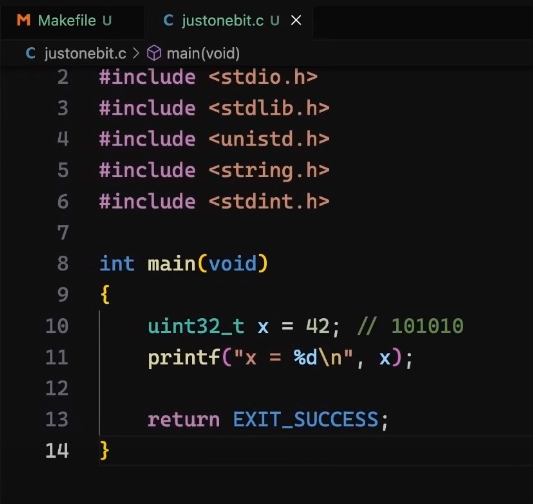 Makefile U justonebit.c U
justonebit.c > main(void)
2 #include <stdio.h>
3 #include <stdlib.h>
4 #include <unistd.h>
5 #include <string.h>
6 #include <stdint.h>
7
8 int main(void)
9 {
10 uint32_t x = 42; // 101010
11 printf("x = %d\n", x);
12
13 return EXIT_SUCCESS;
14 }